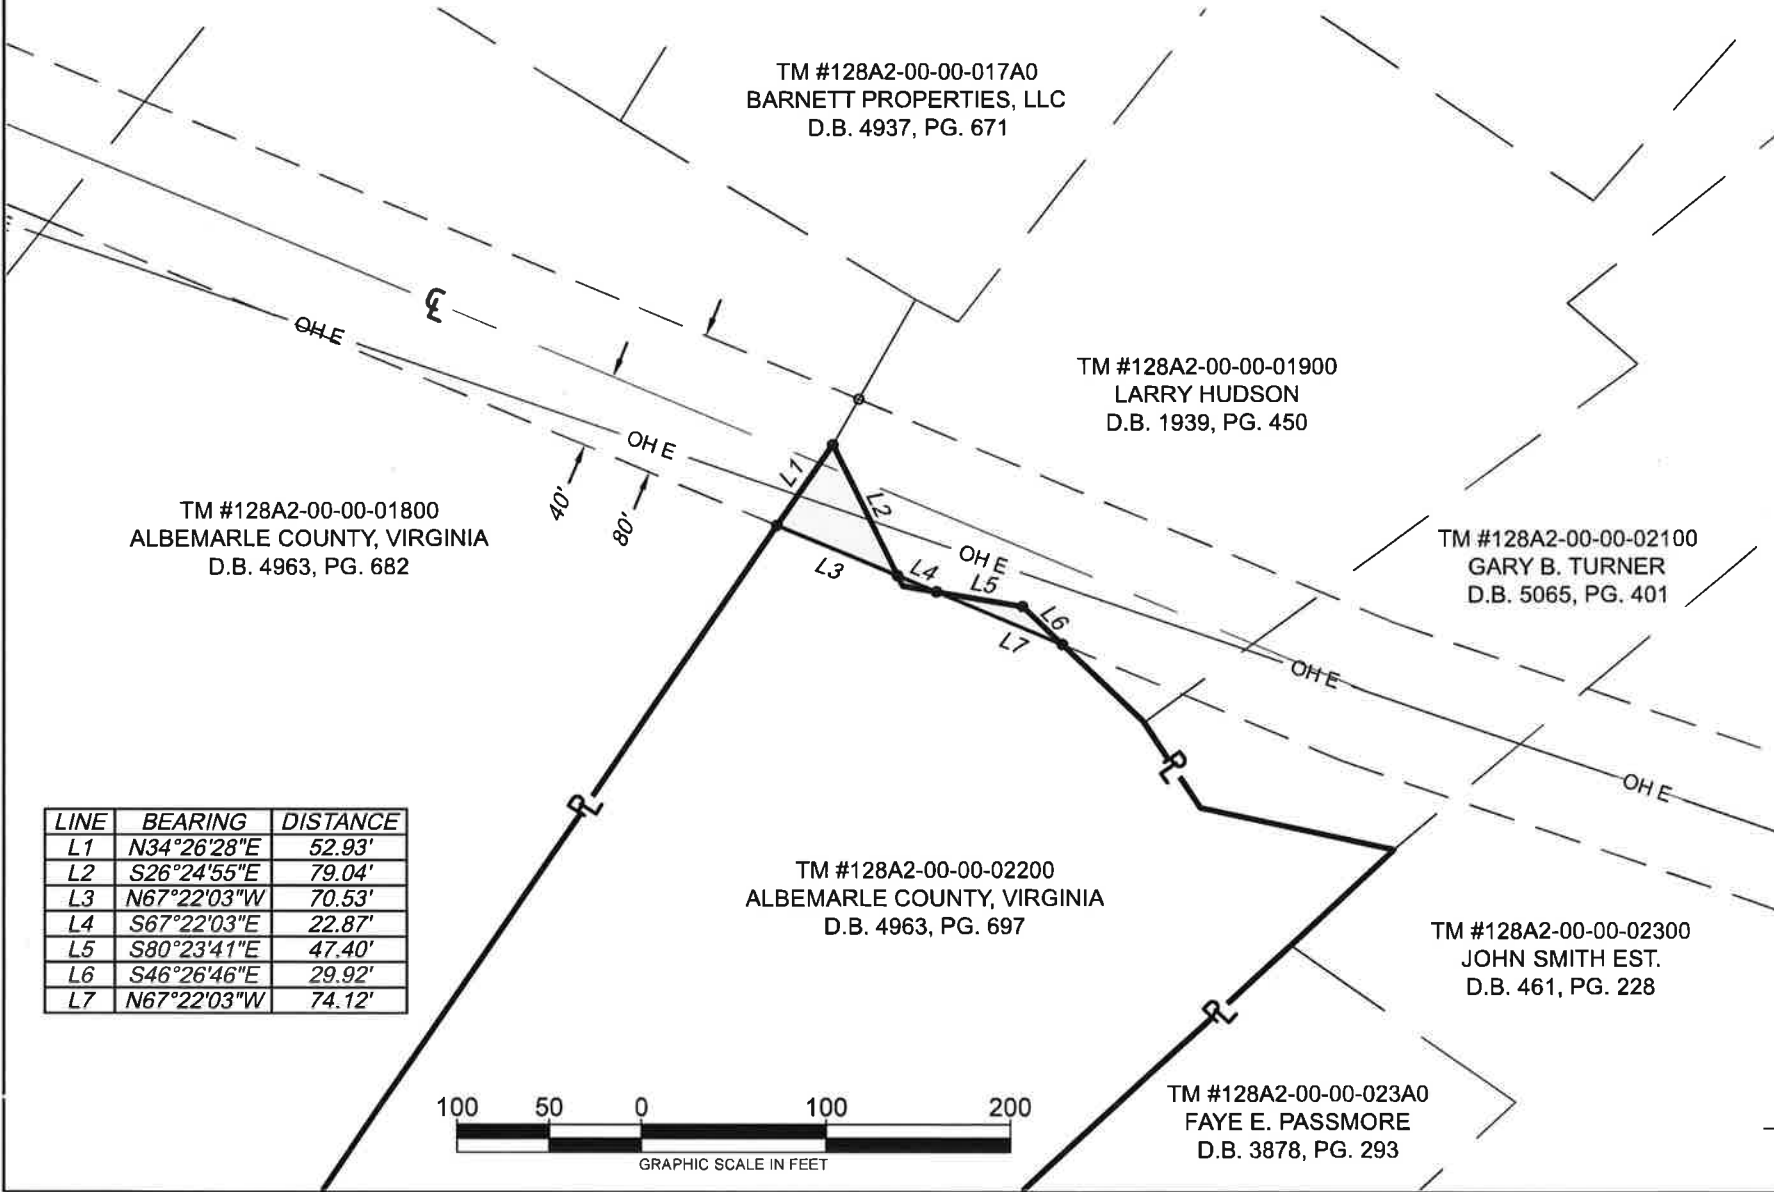 TM #128A2-00-00-017A0
BARNETT PROPERTIES, LLC
D.B. 4937, PG. 671
℄
OH E
OH E
TM #128A2-00-00-01900
LARRY HUDSON
D.B. 1939, PG. 450
40'
80'
L1
L2
L3
L4
L5
L6
L7
OH E
TM #128A2-00-00-01800
ALBEMARLE COUNTY, VIRGINIA
D.B. 4963, PG. 682
TM #128A2-00-00-02100
GARY B. TURNER
D.B. 5065, PG. 401
OH E
OH E
PL
PL
LINE BEARING DISTANCE
L1 N34°26'28"E 52.93'
L2 S26°24'55"E 79.04'
L3 N67°22'03"W 70.53'
L4 S67°22'03"E 22.87'
L5 S80°23'41"E 47.40'
L6 S46°26'46"E 29.92'
L7 N67°22'03"W 74.12'
TM #128A2-00-00-02200
ALBEMARLE COUNTY, VIRGINIA
D.B. 4963, PG. 697
TM #128A2-00-00-02300
JOHN SMITH EST.
D.B. 461, PG. 228
PL
TM #128A2-00-00-023A0
FAYE E. PASSMORE
D.B. 3878, PG. 293
100 50 0 100 200
GRAPHIC SCALE IN FEET